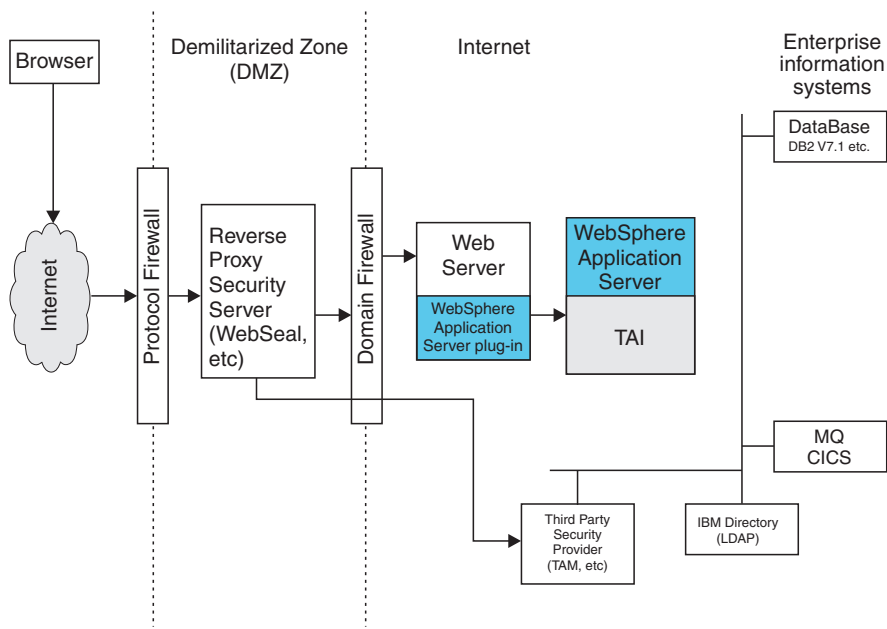 Browser
Demilitarized Zone
(DMZ)
Internet
Enterprise
information
systems
DataBase
DB2 V7.1 etc.
Internet
Protocol Firewall
Reverse
Proxy
Security
Server
(WebSeal,
etc)
Domain Firewall
Web
Server
WebSphere
Application
Server plug-in
WebSphere
Application
Server
TAI
MQ
CICS
Third Party
Security
Provider
(TAM, etc)
IBM Directory
(LDAP)